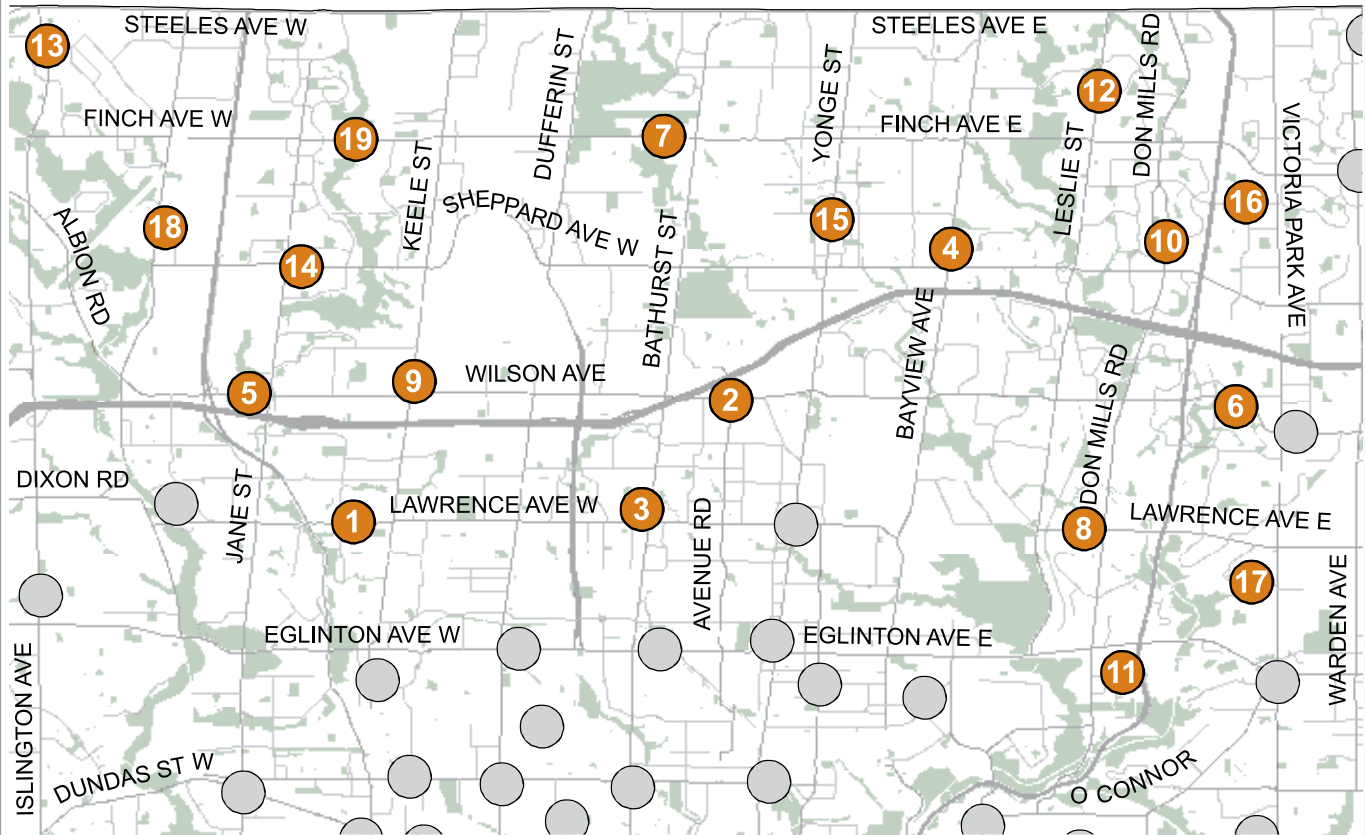 STEELES AVE W
STEELES AVE E
13
DUFFERIN ST
DON MILLS RD
12
FINCH AVE W
19
7
YONGE ST
FINCH AVE E
VICTORIA PARK AVE
KEELE ST
SHEPPARD AVE W
LESLIE ST
16
18
15
10
4
ALBION RD
14
BATHURST ST
BAYVIEW AVE
5
9
WILSON AVE
2
DON MILLS RD
6
DIXON RD
JANE ST
1
LAWRENCE AVE W
3
AVENUE RD
8
LAWRENCE AVE E
17
WARDEN AVE
EGLINTON AVE W
EGLINTON AVE E
11
ISLINGTON AVE
DUNDAS ST W
O CONNOR